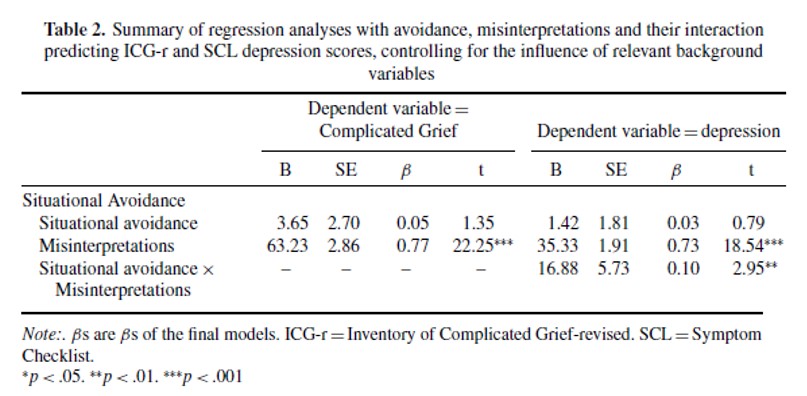 Table 2. Summary of regression analyses with avoidance, misinterpretations and their interaction
predicting ICG-r and SCL depression scores, controlling for the influence of relevant background
variables
Dependent variable =
Complicated Grief Dependent variable = depression
B SE β t B SE β t
Situational Avoidance
Situational avoidance 3.65 2.70 0.05 1.35 1.42 1.81 0.03 0.79
Misinterpretations 63.23 2.86 0.77 22.25*** 35.33 1.91 0.73 18.54***
Situational avoidance × – – – – 16.88 5.73 0.10 2.95**
Misinterpretations
Note:. βs are βs of the final models. ICG-r = Inventory of Complicated Grief-revised. SCL = Symptom
Checklist.
*p < .05. **p < .01. ***p < .001